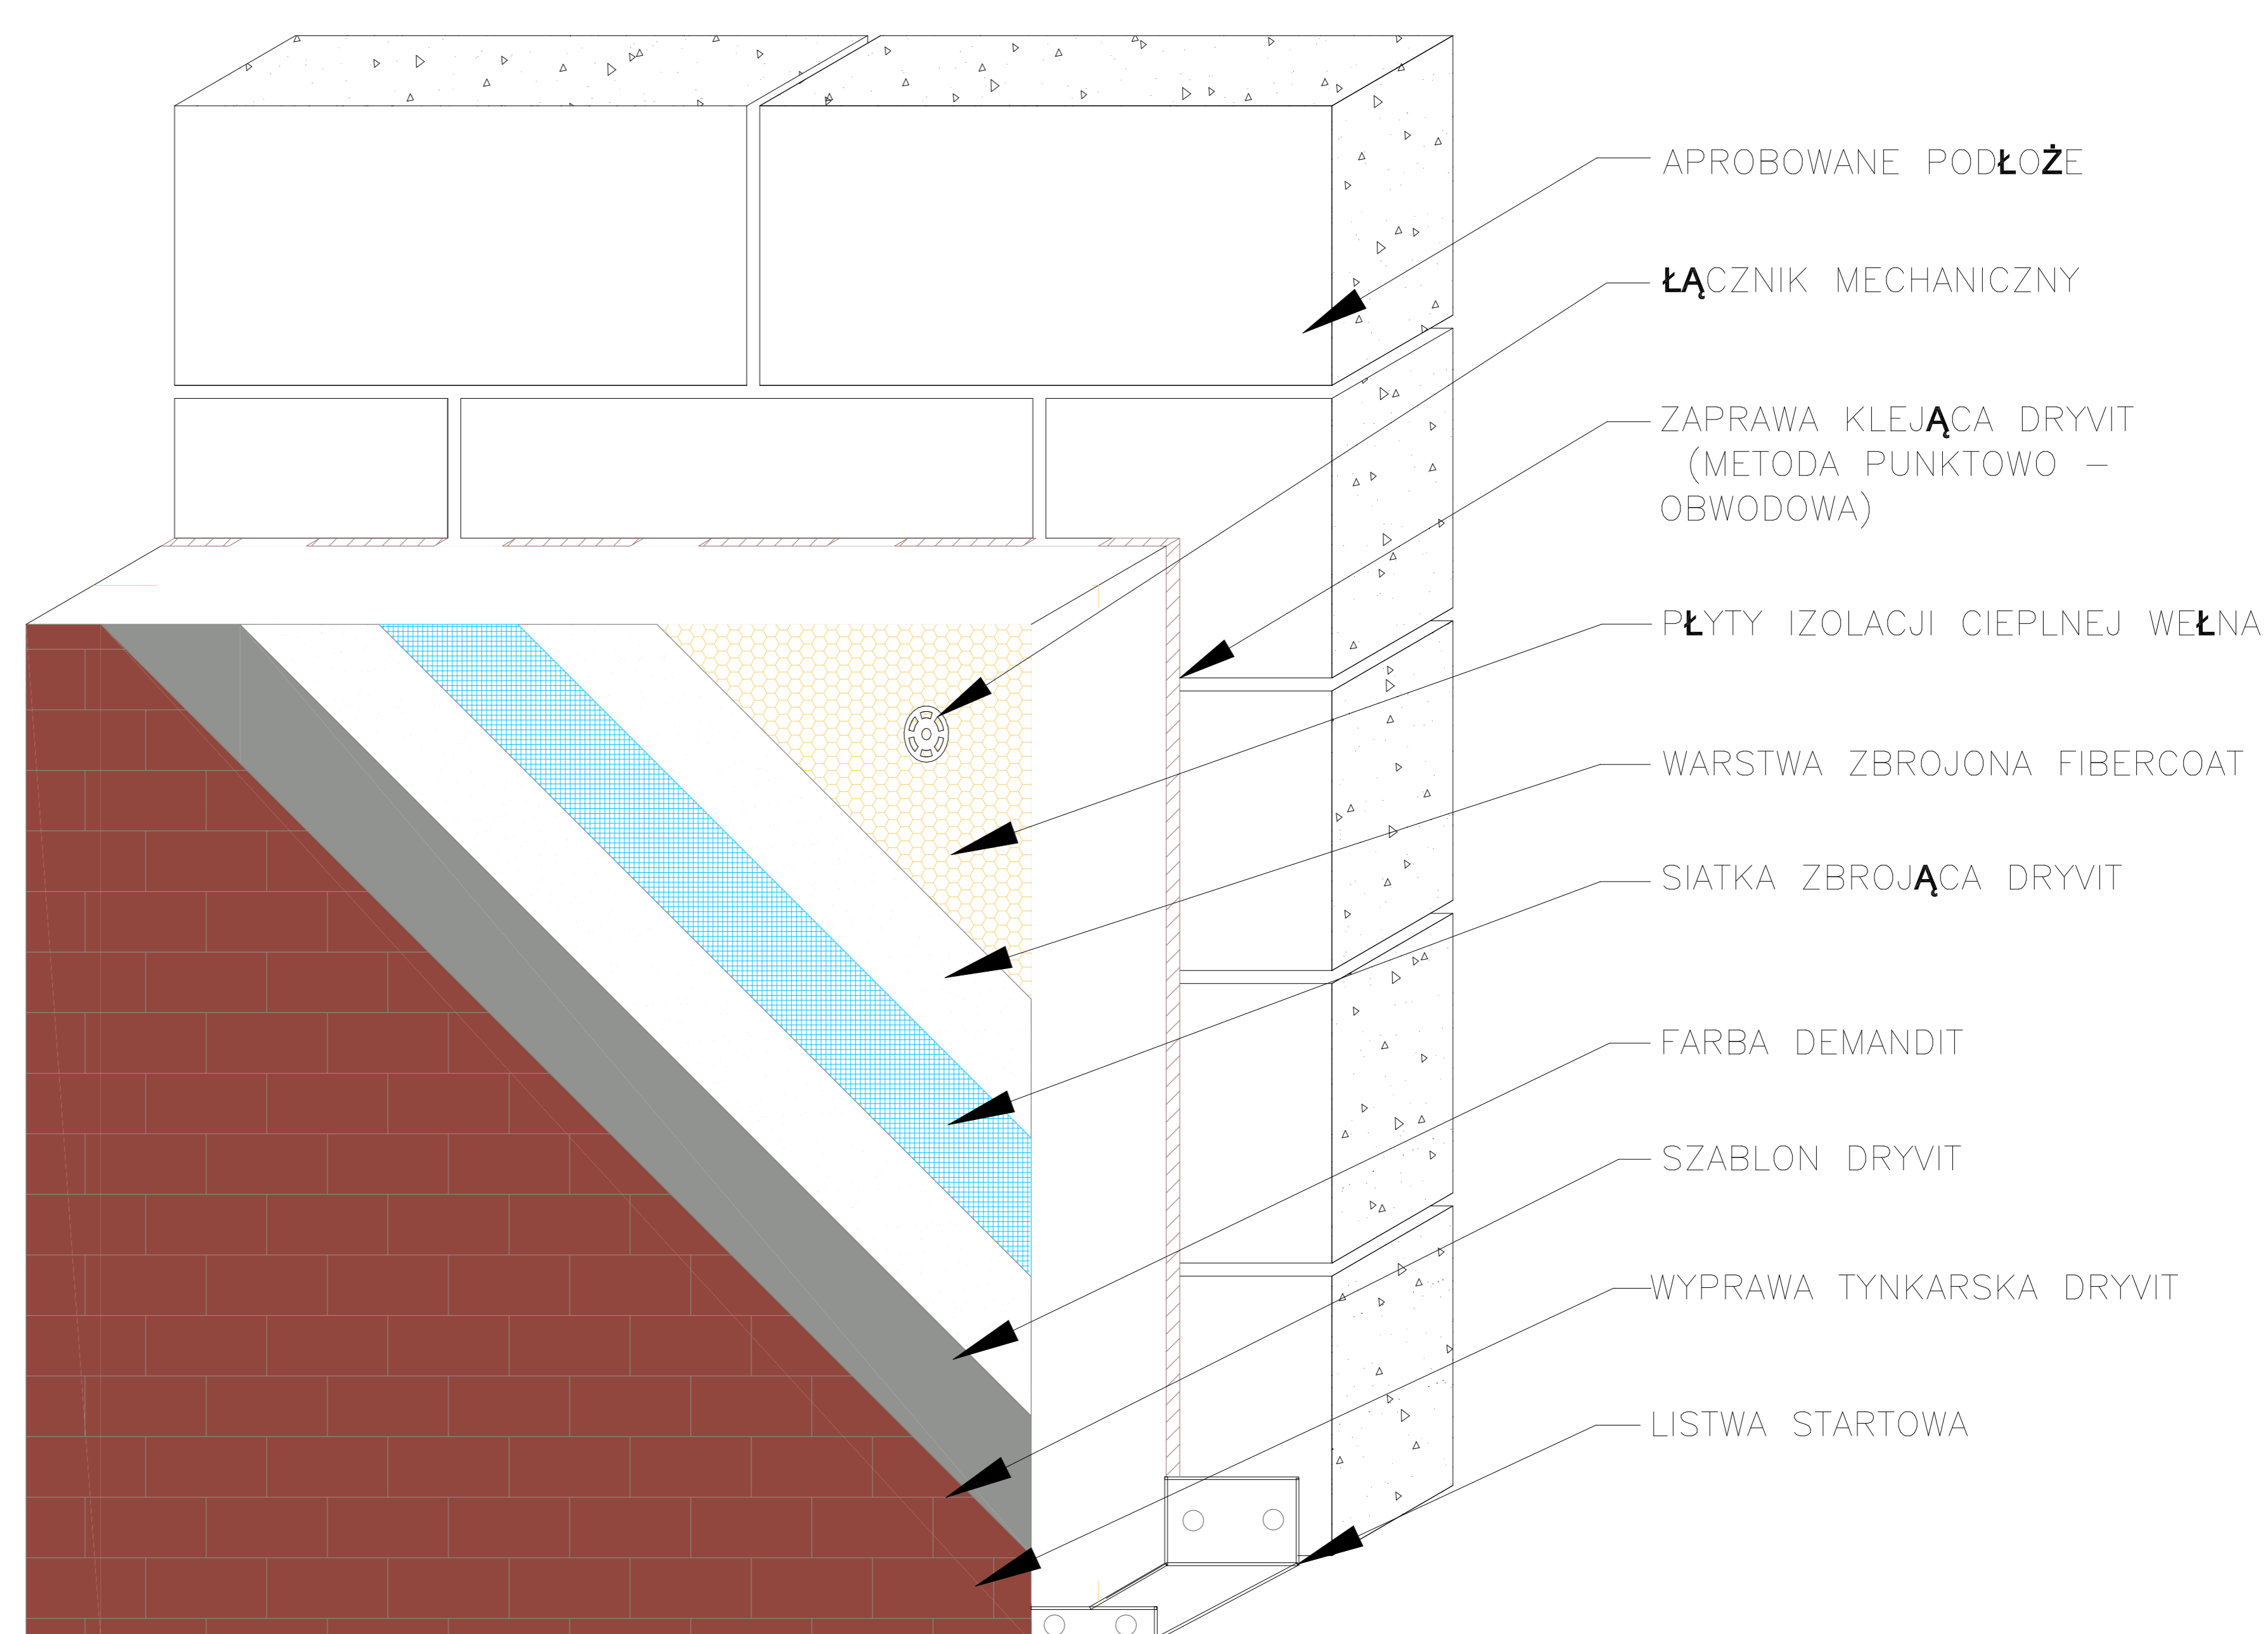 APROBOWANE PODŁOŻE
ŁĄCZNIK MECHANICZNY
ZAPRAWA KLEJĄCA DRYVIT
(METODA PUNKTOWO –
OBWODOWA)
PŁYTY IZOLACJI CIEPLNEJ WEŁNA
WARSTWA ZBROJONA FIBERCOAT
SIATKA ZBROJĄCA DRYVIT
FARBA DEMANDIT
SZABLON DRYVIT
WYPRAWA TYNKARSKA DRYVIT
LISTWA STARTOWA